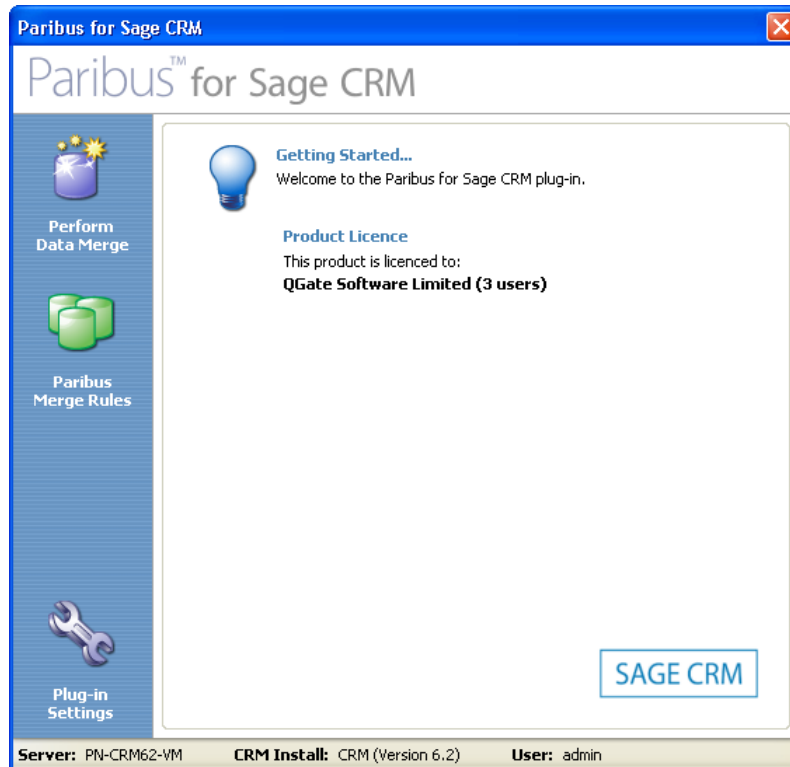 Paribus for Sage CRM
Paribus™ for Sage CRM
Perform
Data Merge
Paribus
Merge Rules
Plug-in
Settings
Getting Started...
Welcome to the Paribus for Sage CRM plug-in.
Product Licence
This product is licenced to:
QGate Software Limited (3 users)
SAGE CRM
Server: PN-CRM62-VM CRM Install: CRM (Version 6.2) User: admin